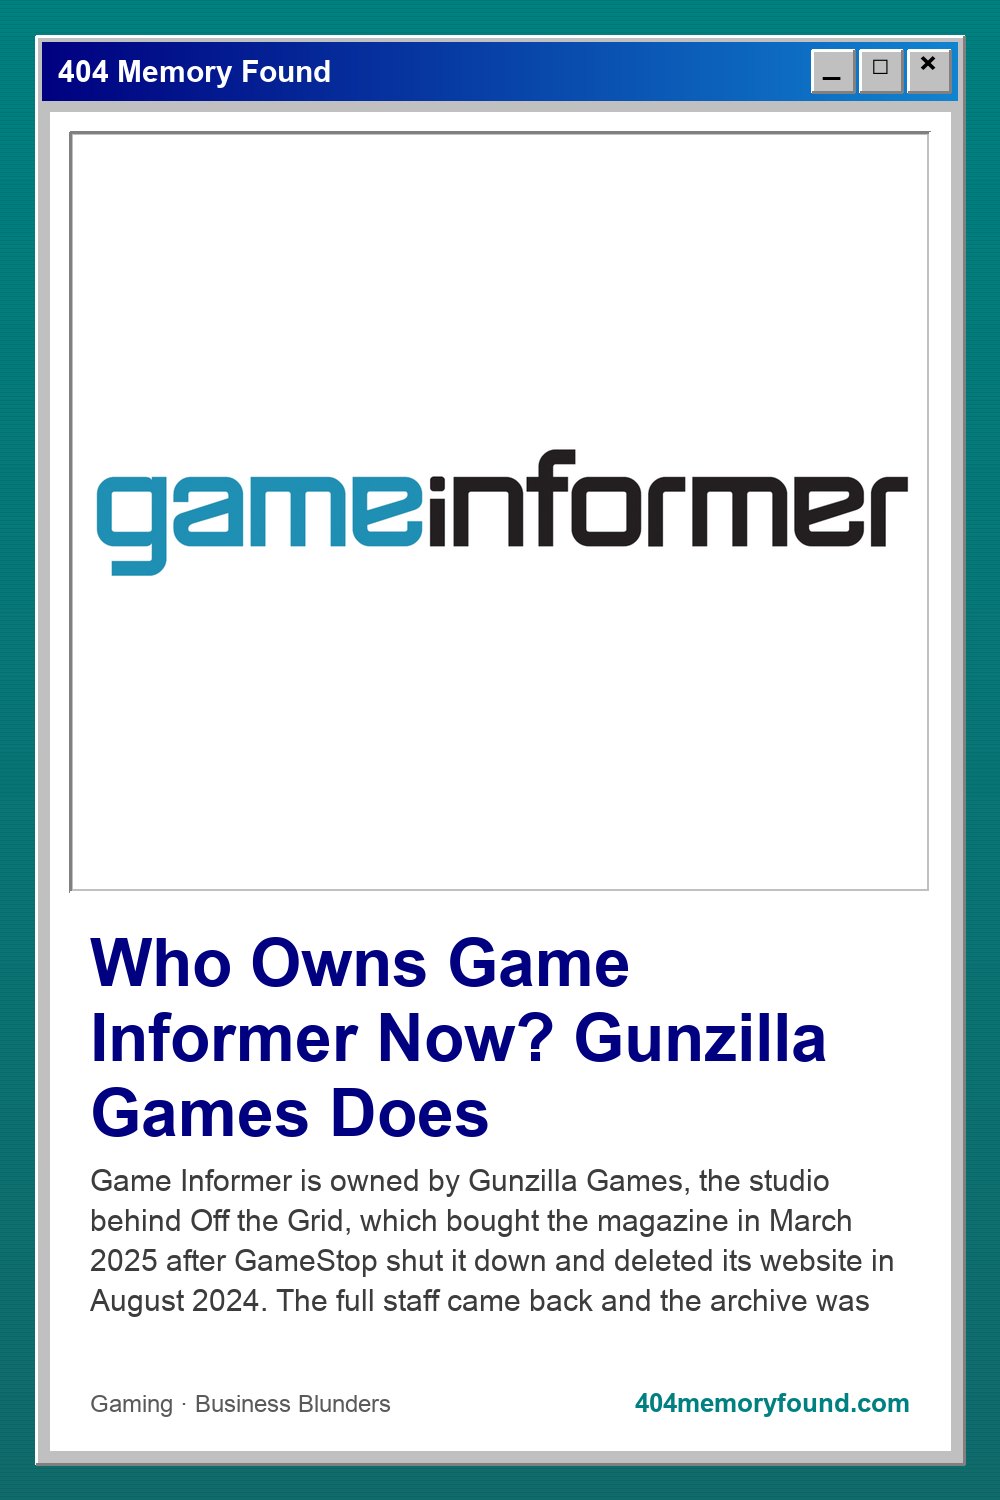 404 Memory Found
gameinformer
Who Owns Game
Informer Now? Gunzilla
Games Does
Game Informer is owned by Gunzilla Games, the studio
behind Off the Grid, which bought the magazine in March
2025 after GameStop shut it down and deleted its website in
August 2024. The full staff came back and the archive was
Gaming · Business Blunders
404memoryfound.com